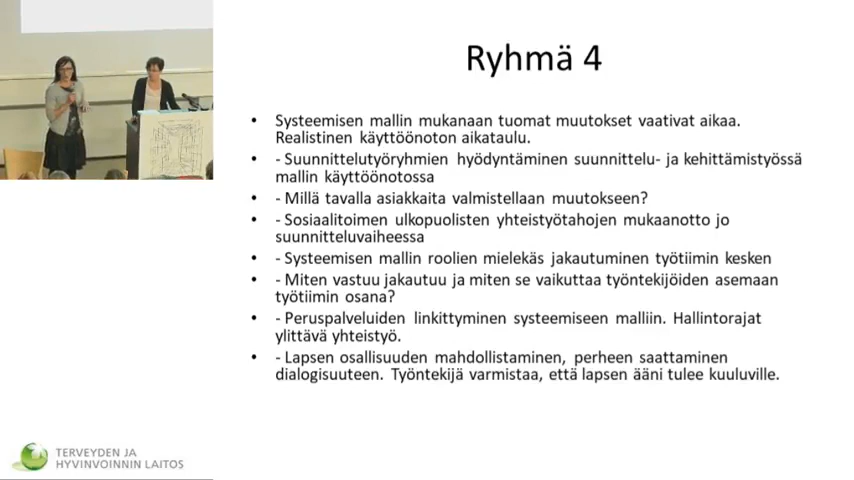 Ryhmä 4
• Systeemisen mallin mukanaan tuomat muutokset vaativat aikaa.
Realistinen käyttöönoton aikataulu.
• - Suunnittelutyöryhmien hyödyntäminen suunnittelu- ja kehittämistyössä
mallin käyttöönotossa
• - Millä tavalla asiakkaita valmistellaan muutokseen?
• - Sosiaalitoimen ulkopuolisten yhteistyötahojen mukaanotto jo
suunnitteluvaiheessa
• - Systeemisen mallin roolien mielekäs jakautuminen työtiimin kesken
• - Miten vastuu jakautuu ja miten se vaikuttaa työntekijöiden asemaan
työtiimin osana?
• - Peruspalveluiden linkittyminen systeemiseen malliin. Hallintorajat
ylittävä yhteistyö.
• - Lapsen osallisuuden mahdollistaminen, perheen saattaminen
dialogisuuteen. Työntekijä varmistaa, että lapsen ääni tulee kuuluville.
TERVEYDEN JA
HYVINVOINNIN LAITOS